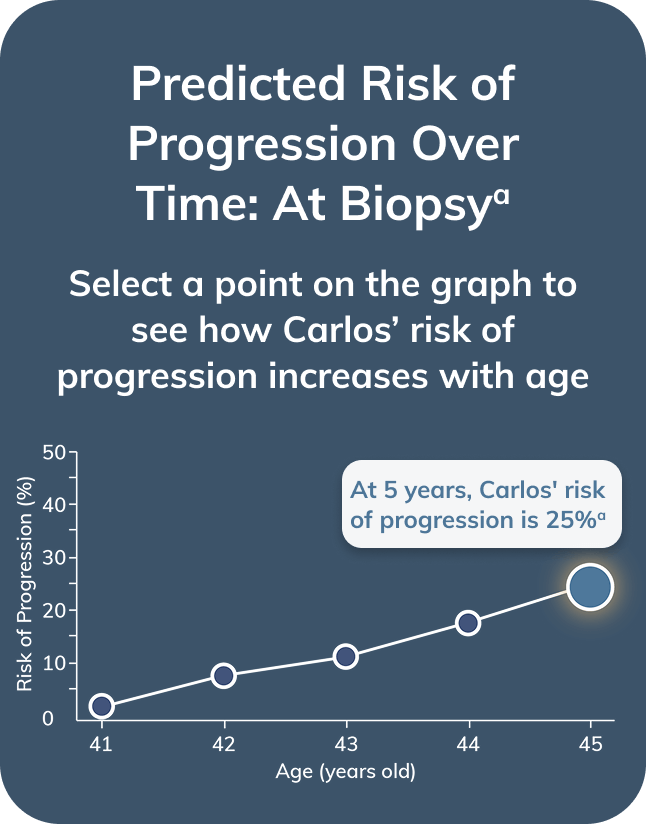 Predicted Risk of
Progression Over
Time: At Biopsyᵃ
Select a point on the graph to
see how Carlos’ risk of
progression increases with age
At 5 years, Carlos' risk
of progression is 25%ᵃ
Risk of Progression (%)
50
40
30
20
10
0
41 42 43 44 45
Age (years old)